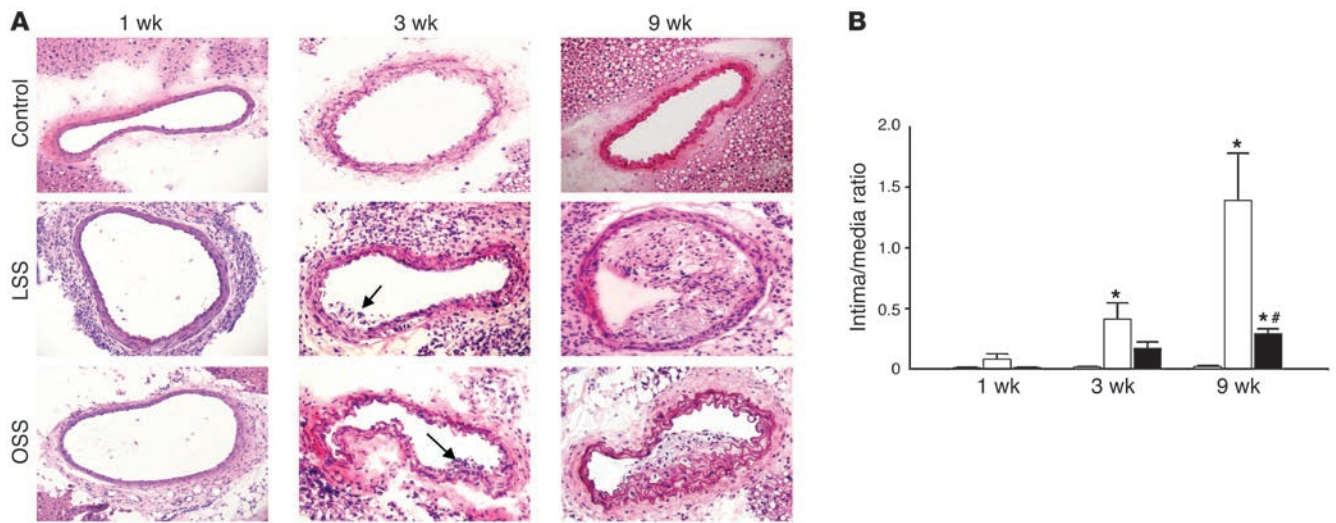 A
1 wk
3 wk
9 wk
Control
LSS
OSS
B
Intima/media ratio
2.0
1.5
1.0
0.5
0
*
*
* #
1 wk
3 wk
9 wk